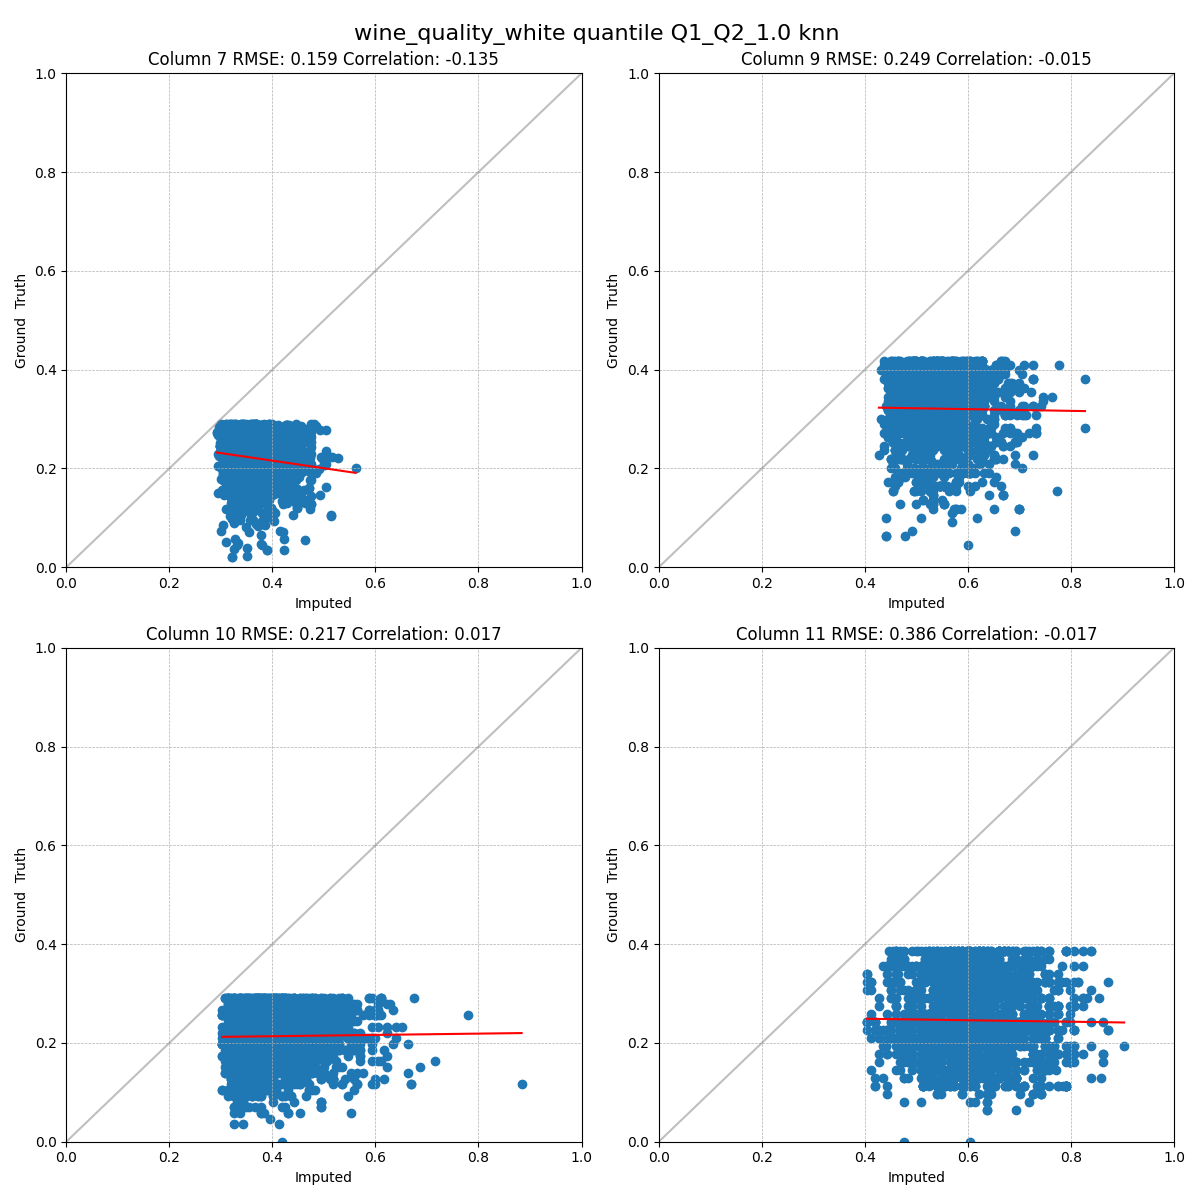 wine_quality_white quantile Q1_Q2_1.0 knn
Column 7 RMSE: 0.159 Correlation: -0.135
1.0
0.8
0.6
0.4
0.2
0.0
Ground Truth
0.0 0.2 0.4 0.6 0.8 1.0
Imputed
Column 9 RMSE: 0.249 Correlation: -0.015
1.0
0.8
0.6
0.4
0.2
0.0
Ground Truth
0.0 0.2 0.4 0.6 0.8 1.0
Imputed
Column 10 RMSE: 0.217 Correlation: 0.017
1.0
0.8
0.6
0.4
0.2
0.0
Ground Truth
0.0 0.2 0.4 0.6 0.8 1.0
Imputed
Column 11 RMSE: 0.386 Correlation: -0.017
1.0
0.8
0.6
0.4
0.2
0.0
Ground Truth
0.0 0.2 0.4 0.6 0.8 1.0
Imputed